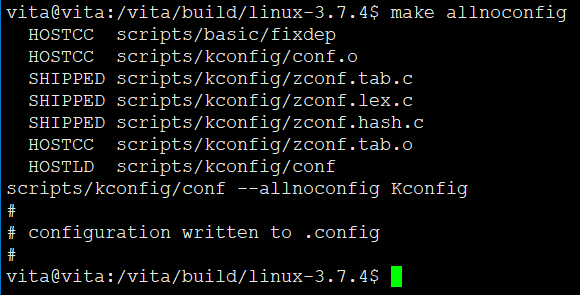 vita@vita:/vita/build/linux-3.7.4$ make allnoconfig
  HOSTCC  scripts/basic/fixdep
  HOSTCC  scripts/kconfig/conf.o
  SHIPPED scripts/kconfig/zconf.tab.c
  SHIPPED scripts/kconfig/zconf.lex.c
  SHIPPED scripts/kconfig/zconf.hash.c
  HOSTCC  scripts/kconfig/zconf.tab.o
  HOSTLD  scripts/kconfig/conf
scripts/kconfig/conf --allnoconfig Kconfig
#
# configuration written to .config
#
vita@vita:/vita/build/linux-3.7.4$